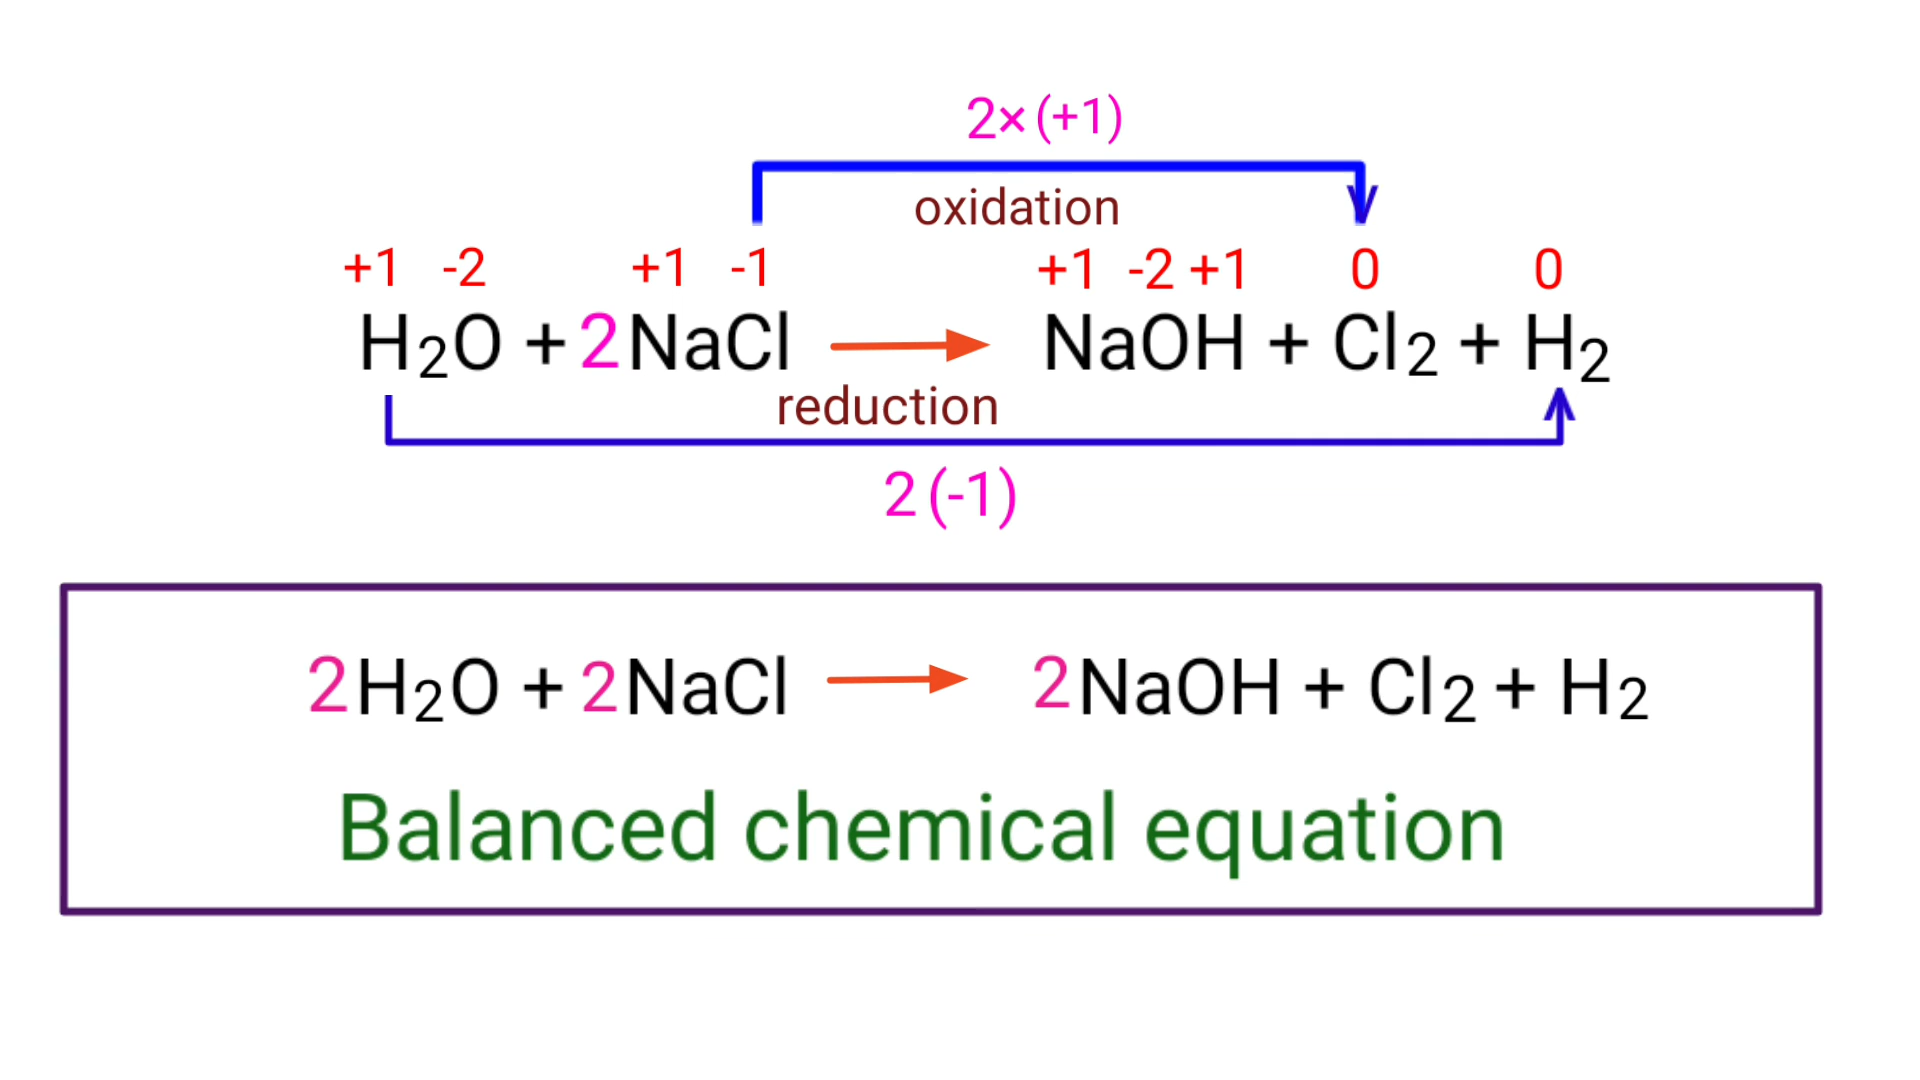 2×(+1)
oxidation
+1 -2 +1 -1 +1 -2 +1 0 0
H₂O + 2NaCl → NaOH + Cl₂ + H₂
reduction
2(-1)
2H₂O + 2NaCl → 2NaOH + Cl₂ + H₂
Balanced chemical equation